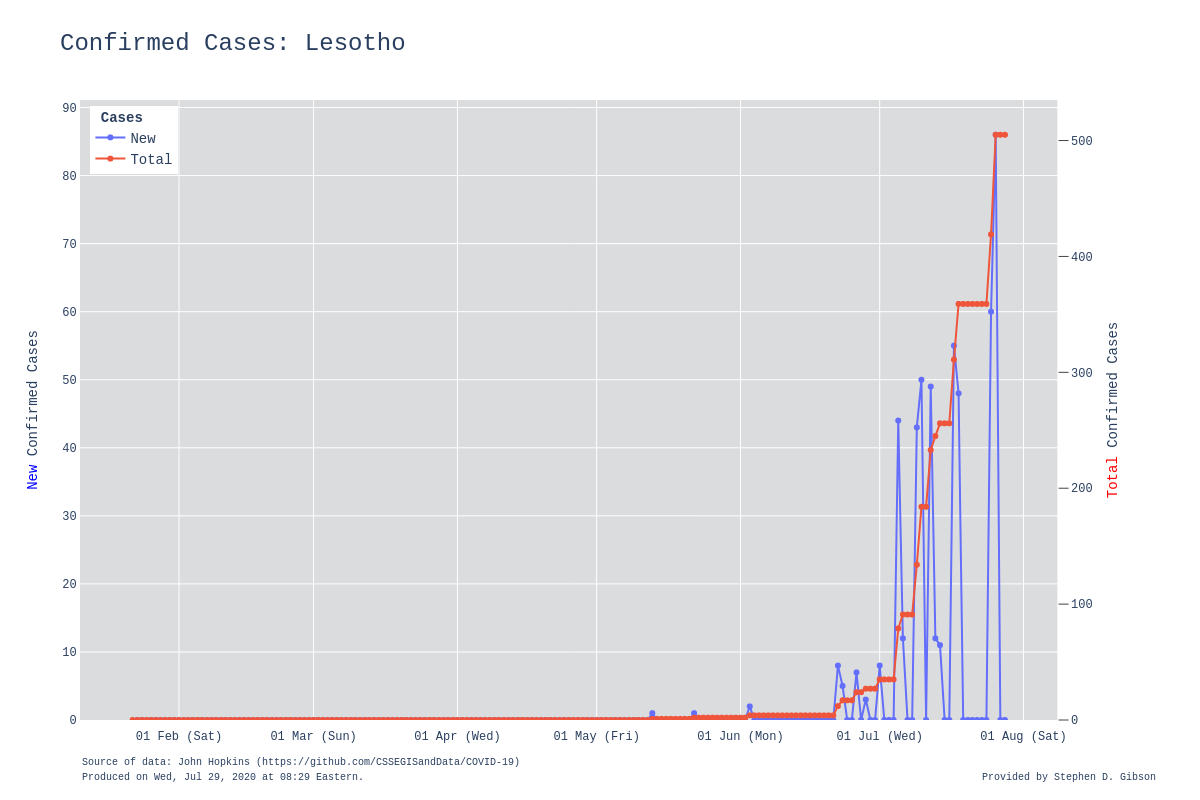 Confirmed Cases: Lesotho
Cases
New
Total
90
80
70
60
50
40
30
20
10
0
New Confirmed Cases
500
400
300
200
100
0
Total Confirmed Cases
01 Feb (Sat)
01 Mar (Sun)
01 Apr (Wed)
01 May (Fri)
01 Jun (Mon)
01 Jul (Wed)
01 Aug (Sat)
Source of data: John Hopkins (https://github.com/CSSEGISandData/COVID-19)
Produced on Wed, Jul 29, 2020 at 08:29 Eastern.
Provided by Stephen D. Gibson